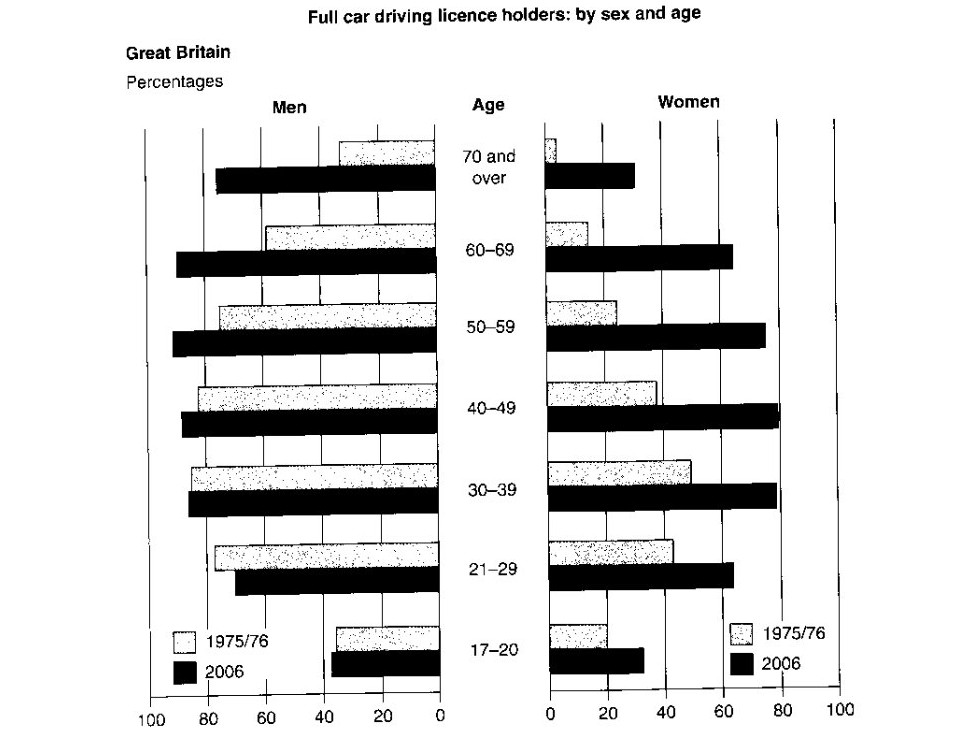 Full car driving licence holders: by sex and age
Great Britain
Percentages
Men Age Women
70 and
over
60–69
50–59
40–49
30–39
21–29
17–20
1975/76
2006
1975/76
2006
100 80 60 40 20 0
0 20 40 60 80 100